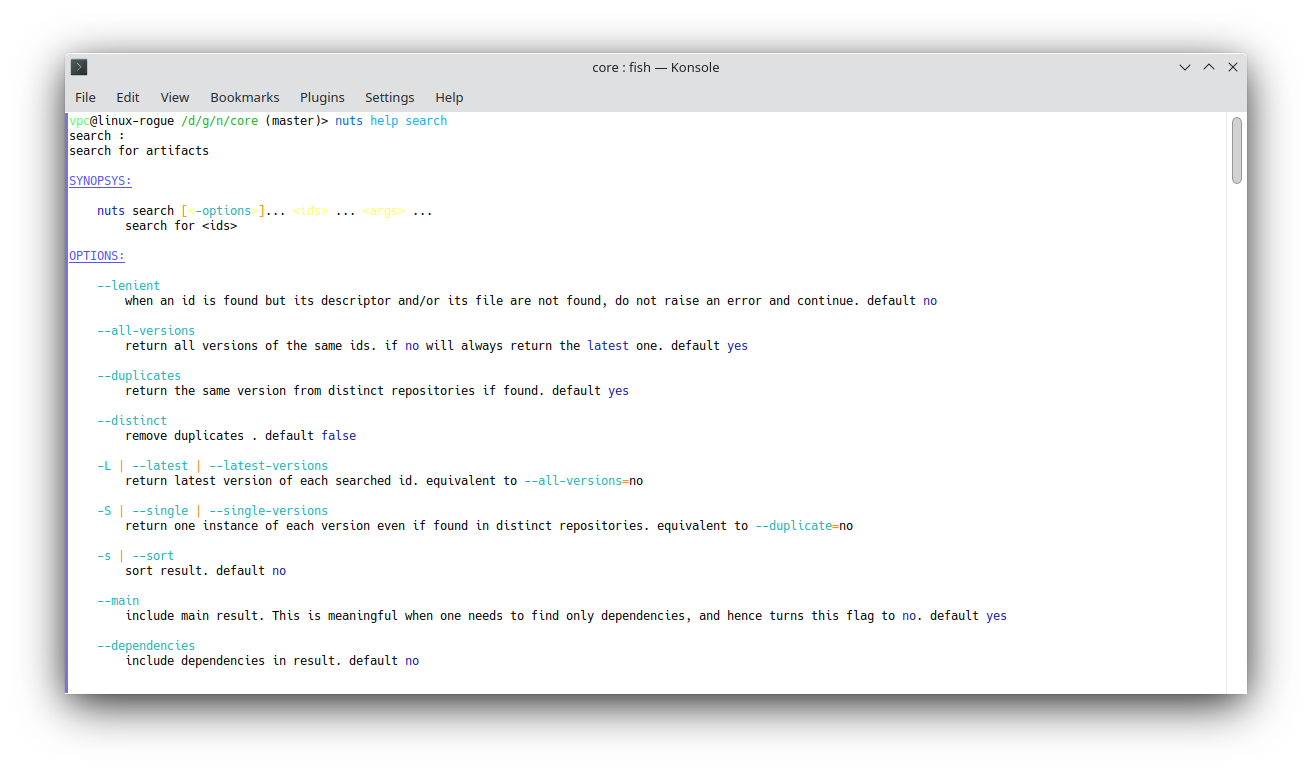 core : fish — Konsole
File Edit View Bookmarks Plugins Settings Help
vpc@linux-rogue /d/g/n/core (master)> nuts help search
search :
search for artifacts
SYNOPSYS:
nuts search [<-options>]... <ids> ... <args> ...
search for <ids>
OPTIONS:
--lenient
when an id is found but its descriptor and/or its file are not found, do not raise an error and continue. default no
--all-versions
return all versions of the same ids. if no will always return the latest one. default yes
--duplicates
return the same version from distinct repositories if found. default yes
--distinct
remove duplicates . default false
-L | --latest | --latest-versions
return latest version of each searched id. equivalent to --all-versions=no
-S | --single | --single-versions
return one instance of each version even if found in distinct repositories. equivalent to --duplicate=no
-s | --sort
sort result. default no
--main
include main result. This is meaningful when one needs to find only dependencies, and hence turns this flag to no. default yes
--dependencies
include dependencies in result. default no